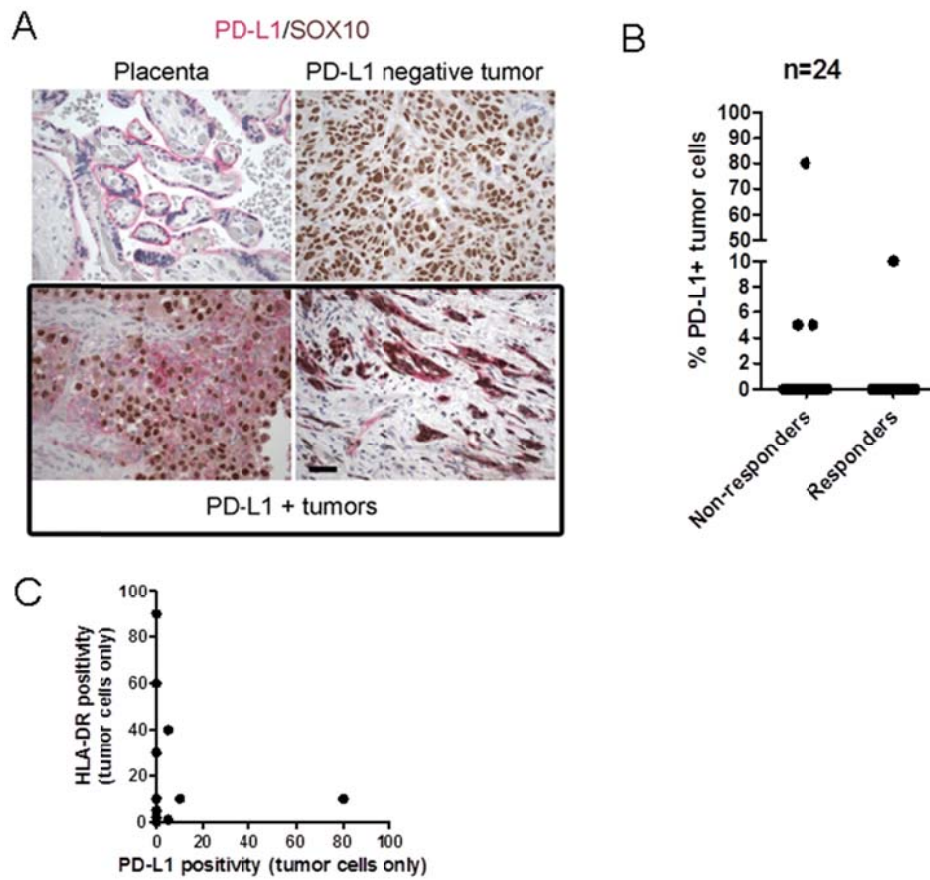 A
PD-L1/SOX10
Placenta
PD-L1 negative tumor
PD-L1 + tumors
B
n=24
% PD-L1+ tumor cells
100
90
80
70
60
50
10
8
6
4
2
0
Non-responders
Responders
C
HLA-DR positivity
(tumor cells only)
100
80
60
40
20
0
0
20
40
60
80
100
PD-L1 positivity (tumor cells only)